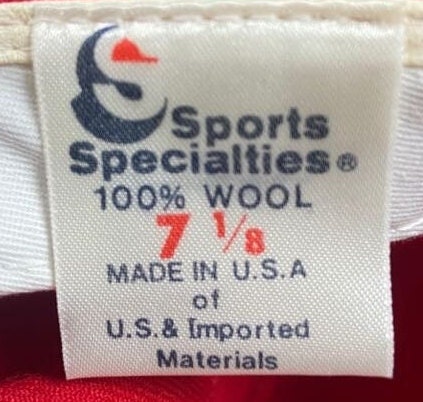 Sports
Specialties®
100% WOOL
7 1/8
MADE IN U.S.A
of
U.S.& Imported
Materials